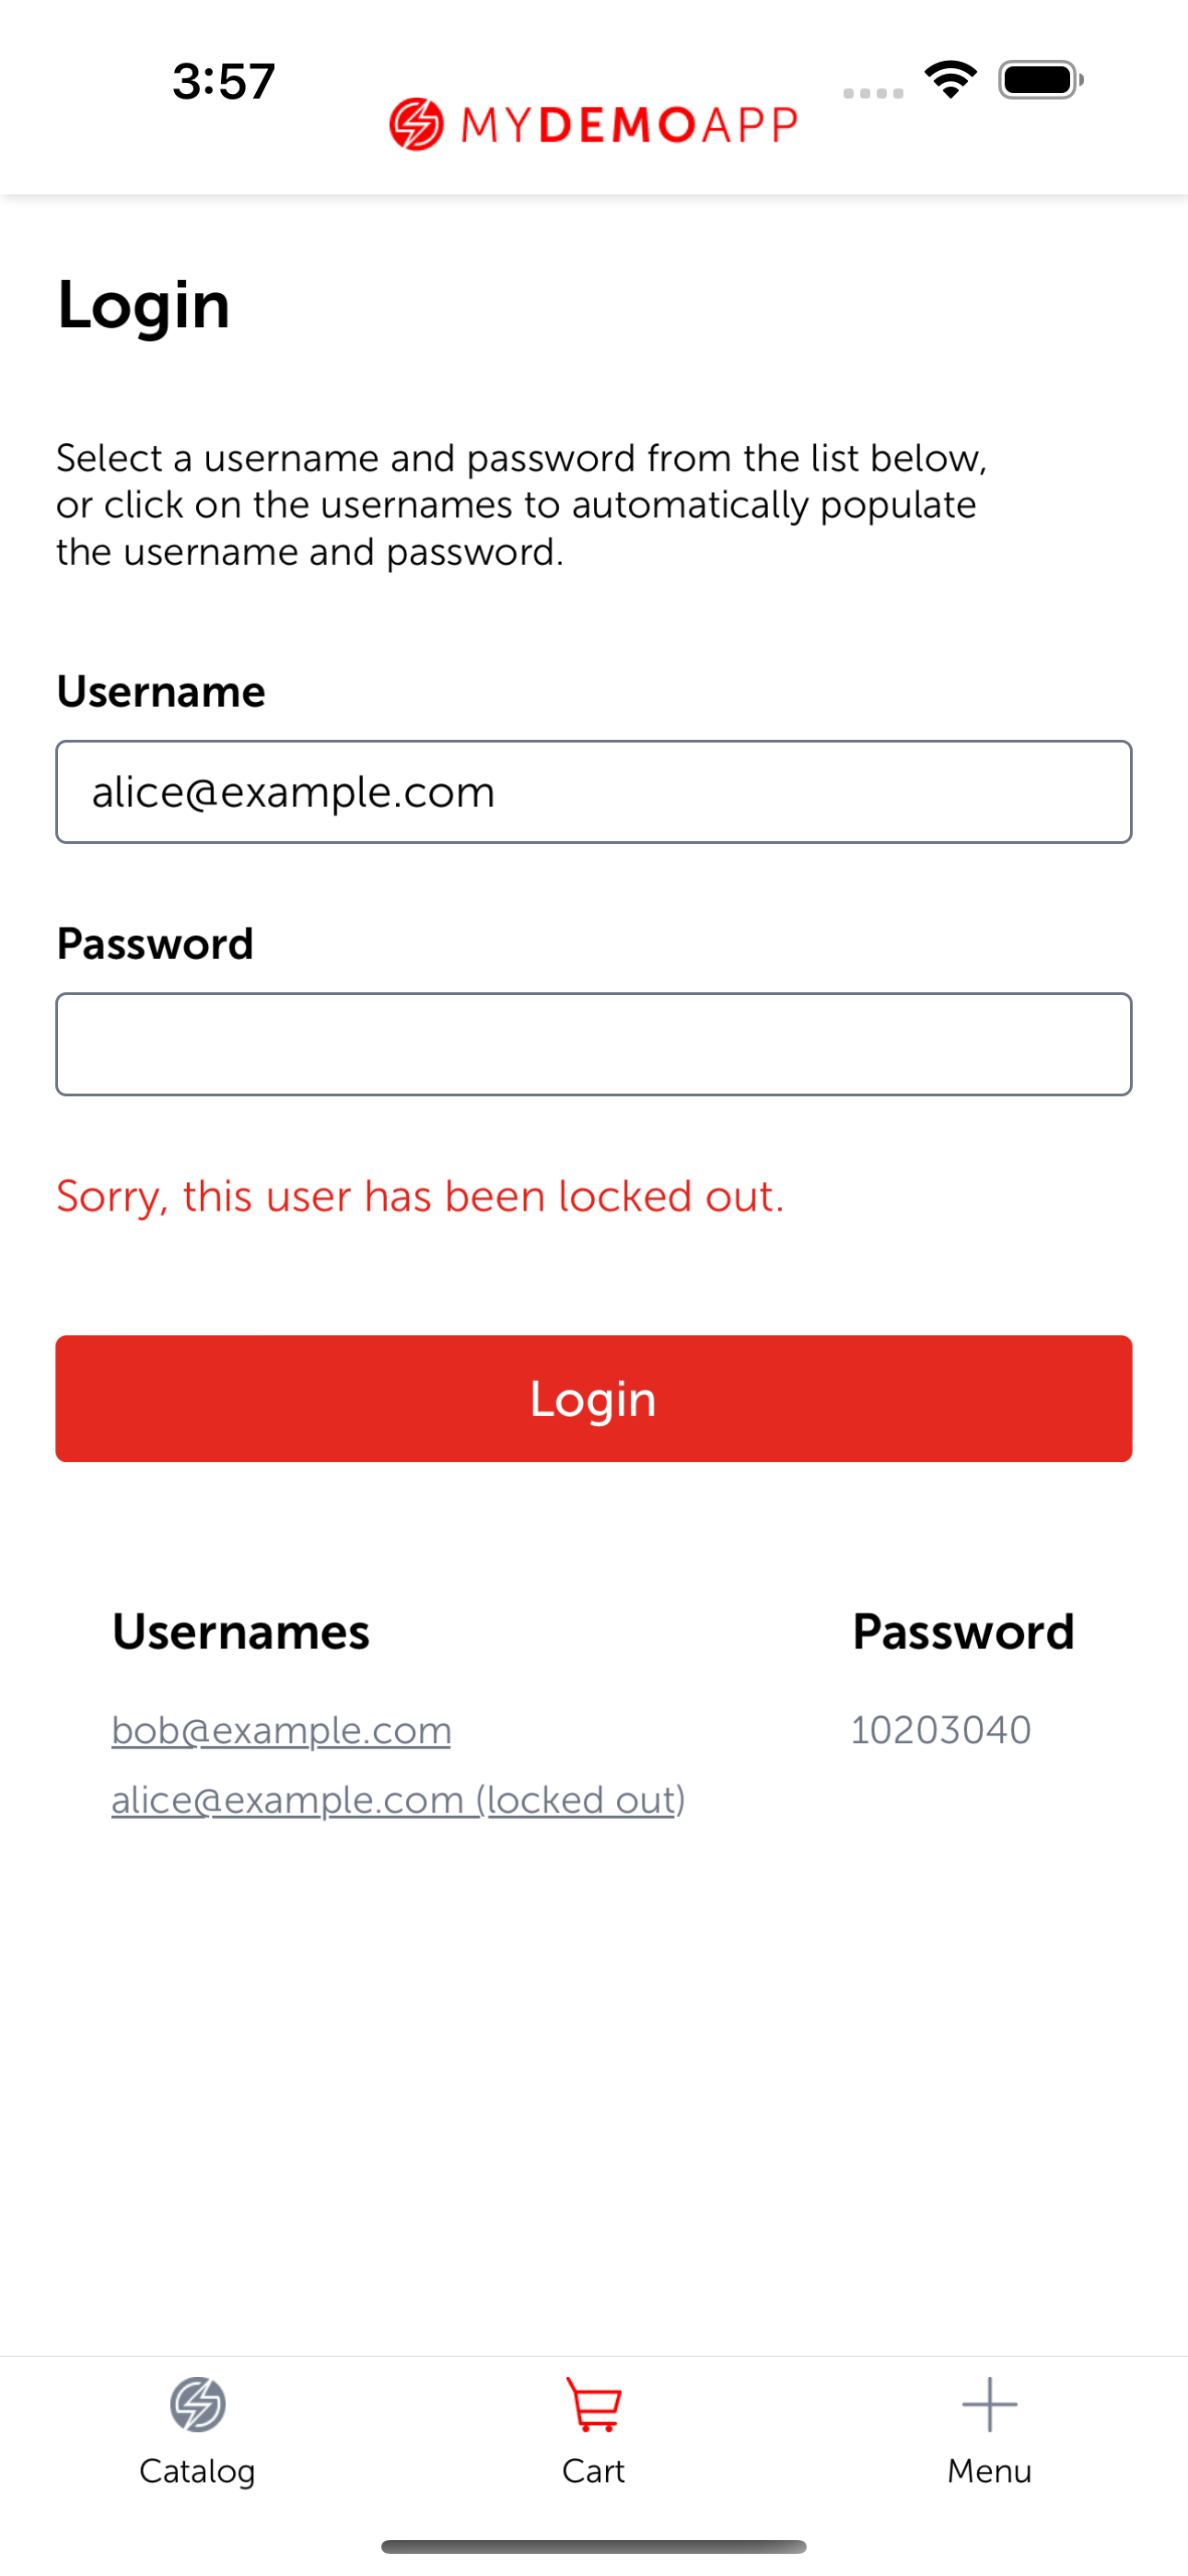 3:57
MYDEMOAPP
Login
Select a username and password from the list below,
or click on the usernames to automatically populate
the username and password.
Username
alice@example.com
Password
Sorry, this user has been locked out.
Login
Usernames Password
bob@example.com 10203040
alice@example.com (locked out)
Catalog Cart Menu